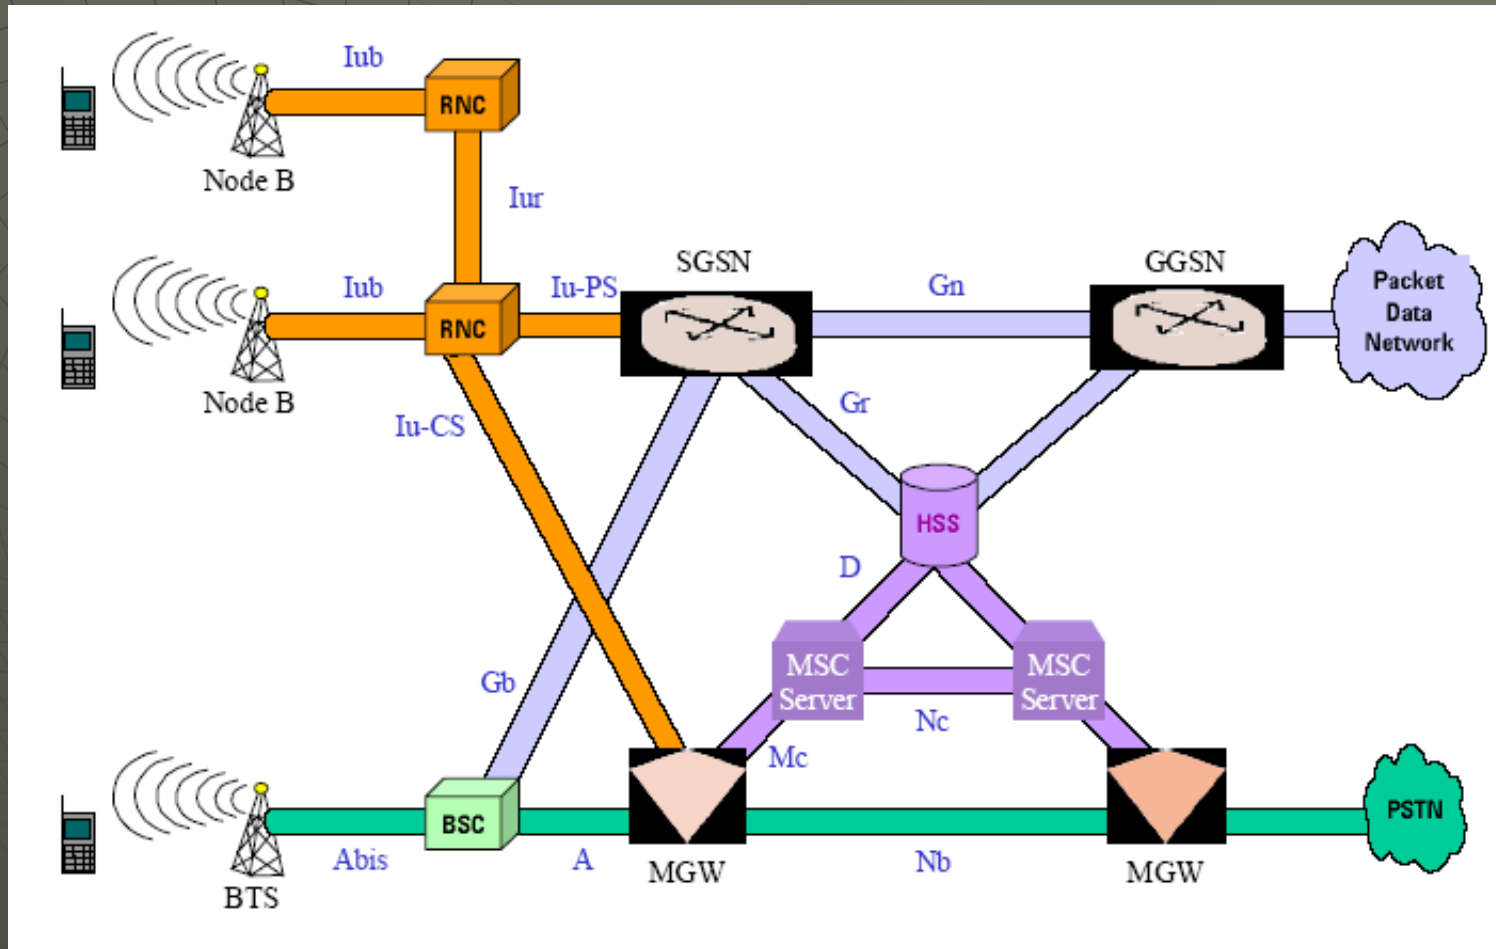 Iub
RNC
Node B
Iur
SGSN
GGSN
Iub
RNC
Iu-PS
Gn
Packet
Data
Network
Node B
Iu-CS
Gr
HSS
D
MSC
Server
MSC
Server
Gb
Nc
Mc
BSC
PSTN
Abis
A
MGW
Nb
MGW
BTS